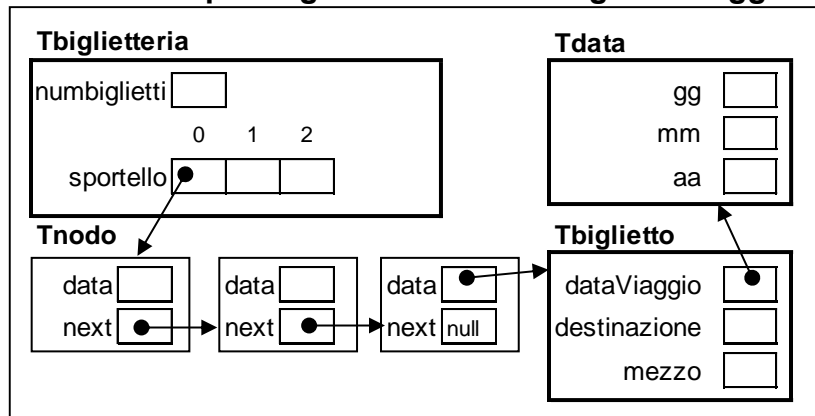 Tbiglietteria
numbiglietti
0 1 2
sportello
Tdata
gg
mm
aa
Tnodo
data
next
data
next
data
next null
Tbiglietto
dataViaggio
destinazione
mezzo